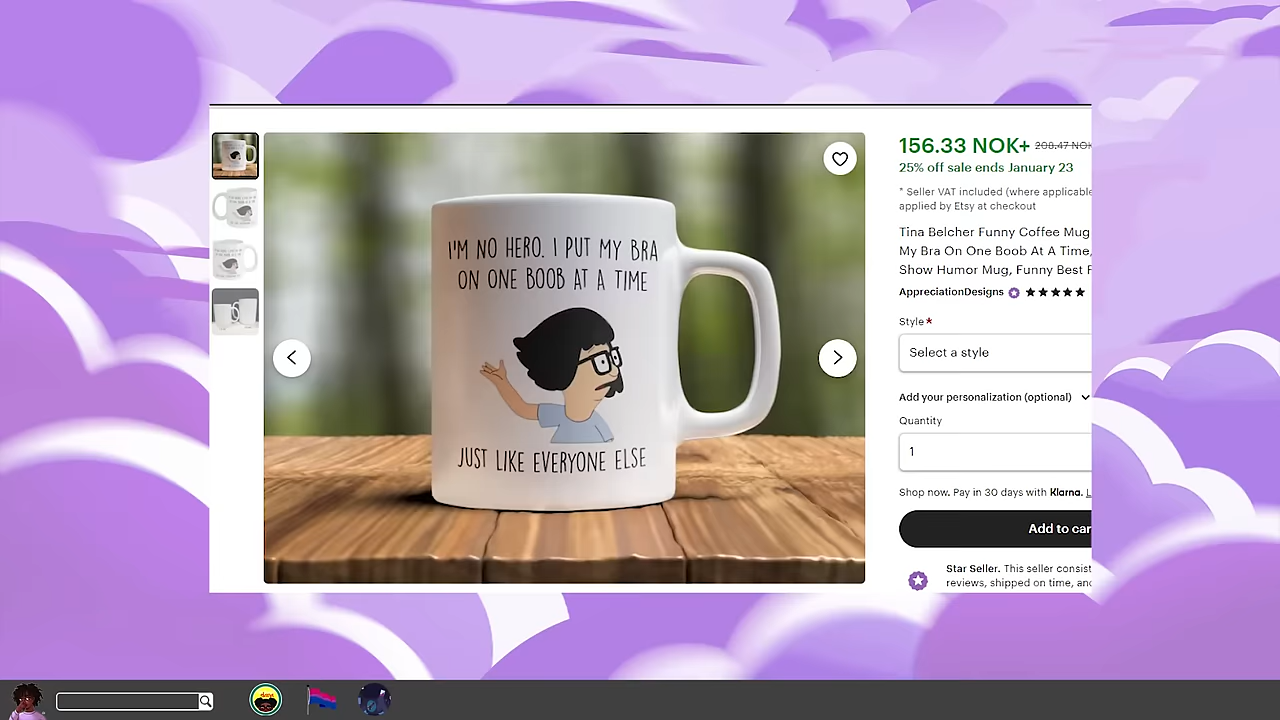 I'M NO HERO. I PUT MY BRA
ON ONE BOOB AT A TIME
JUST LIKE EVERYONE ELSE
156.33 NOK+ 208.47 NOK
25% off sale ends January 23
* Seller VAT included (where applicable
applied by Etsy at checkout
Tina Belcher Funny Coffee Mug
My Bra On One Boob At A Time,
Show Humor Mug, Funny Best F
AppreciationDesigns
Style*
Select a style
Add your personalization (optional)
Quantity
1
Shop now. Pay in 30 days with Klarna. L
Add to car
Star Seller. This seller consist
reviews, shipped on time, and